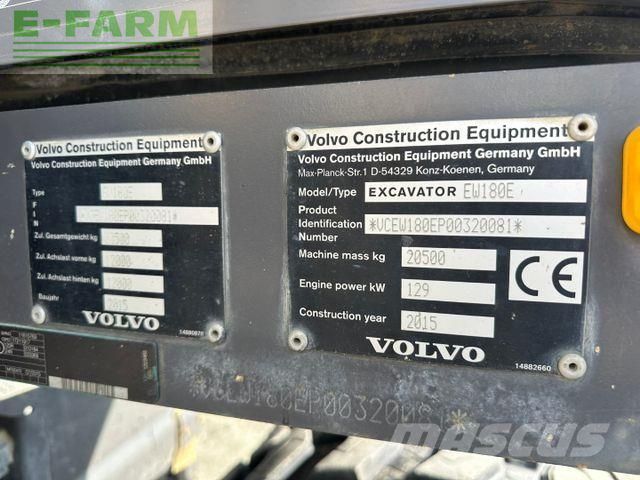 E-FARM
Volvo Construction Equipment
Volvo Construction Equipment Germany GmbH
Type EW180E
F I N *VCEW180EP00320081*
Zul. Gesamtgewicht kg
Zul. Achslast vorne kg
Zul. Achslast hinten kg
Baujahr 2015
VOLVO
Volvo Construction Equipment
Volvo Construction Equipment Germany GmbH
Max-Planck-Str.1 D-54329 Konz-Koenen, Germany
Model/Type EXCAVATOR EW180E
Product
Identification *VCEW180EP00320081*
Number
Machine mass kg 20500
Engine power kW 129
Construction year 2015
CE
VOLVO
14882660
*VCEW180EP00320081*
MASCUS